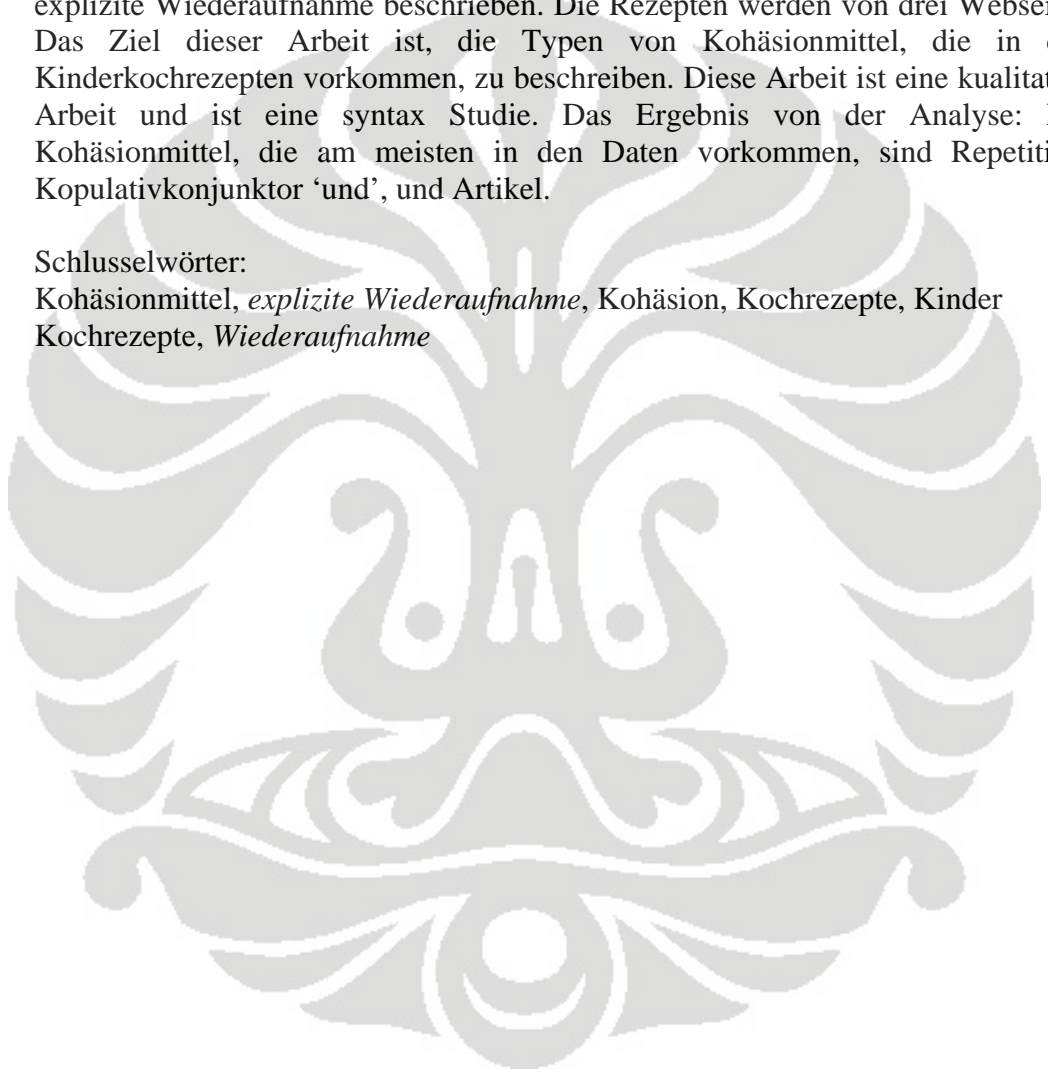 explizite Wiederaufnahme beschrieben. Die Rezepten werden von drei
Das Ziel dieser Arbeit ist, die Typen von Kohäsionmittel, die in
Kinderkochrezepten vorkommen, zu beschreiben. Diese Arbeit ist eine
Arbeit und ist eine syntax Studie. Das Ergebnis von der Analyse:
Kohäsionmittel, die am meisten in den Daten vorkommen, sind
Kopulativkonjunktor ‘und’, und Artikel.
Schlusselwörter:
Kohäsionmittel, explizite Wiederaufnahme, Kohäsion, Kochrezepte, Kinder
Kochrezepte, Wiederaufnahme